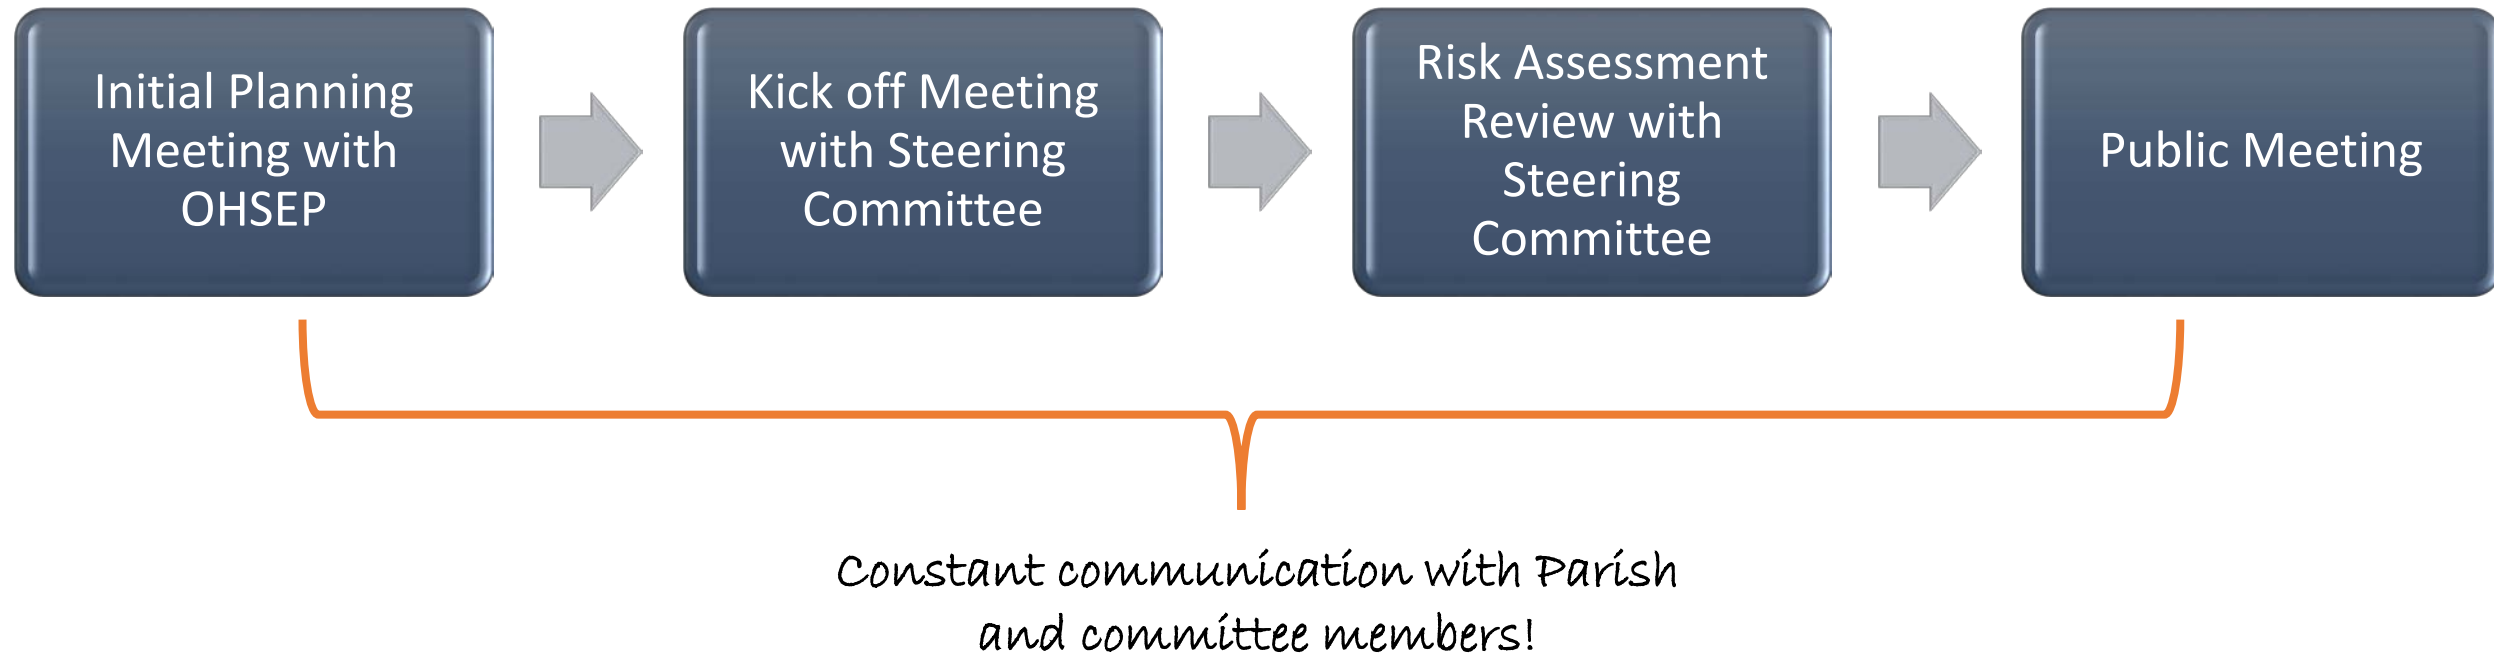 Initial Planning
Meeting with
OHSEP
Kick off Meeting
with Steering
Committee
Risk Assessment
Review with
Steering
Committee
Public Meeting
Constant communication with Parish
and committee members!